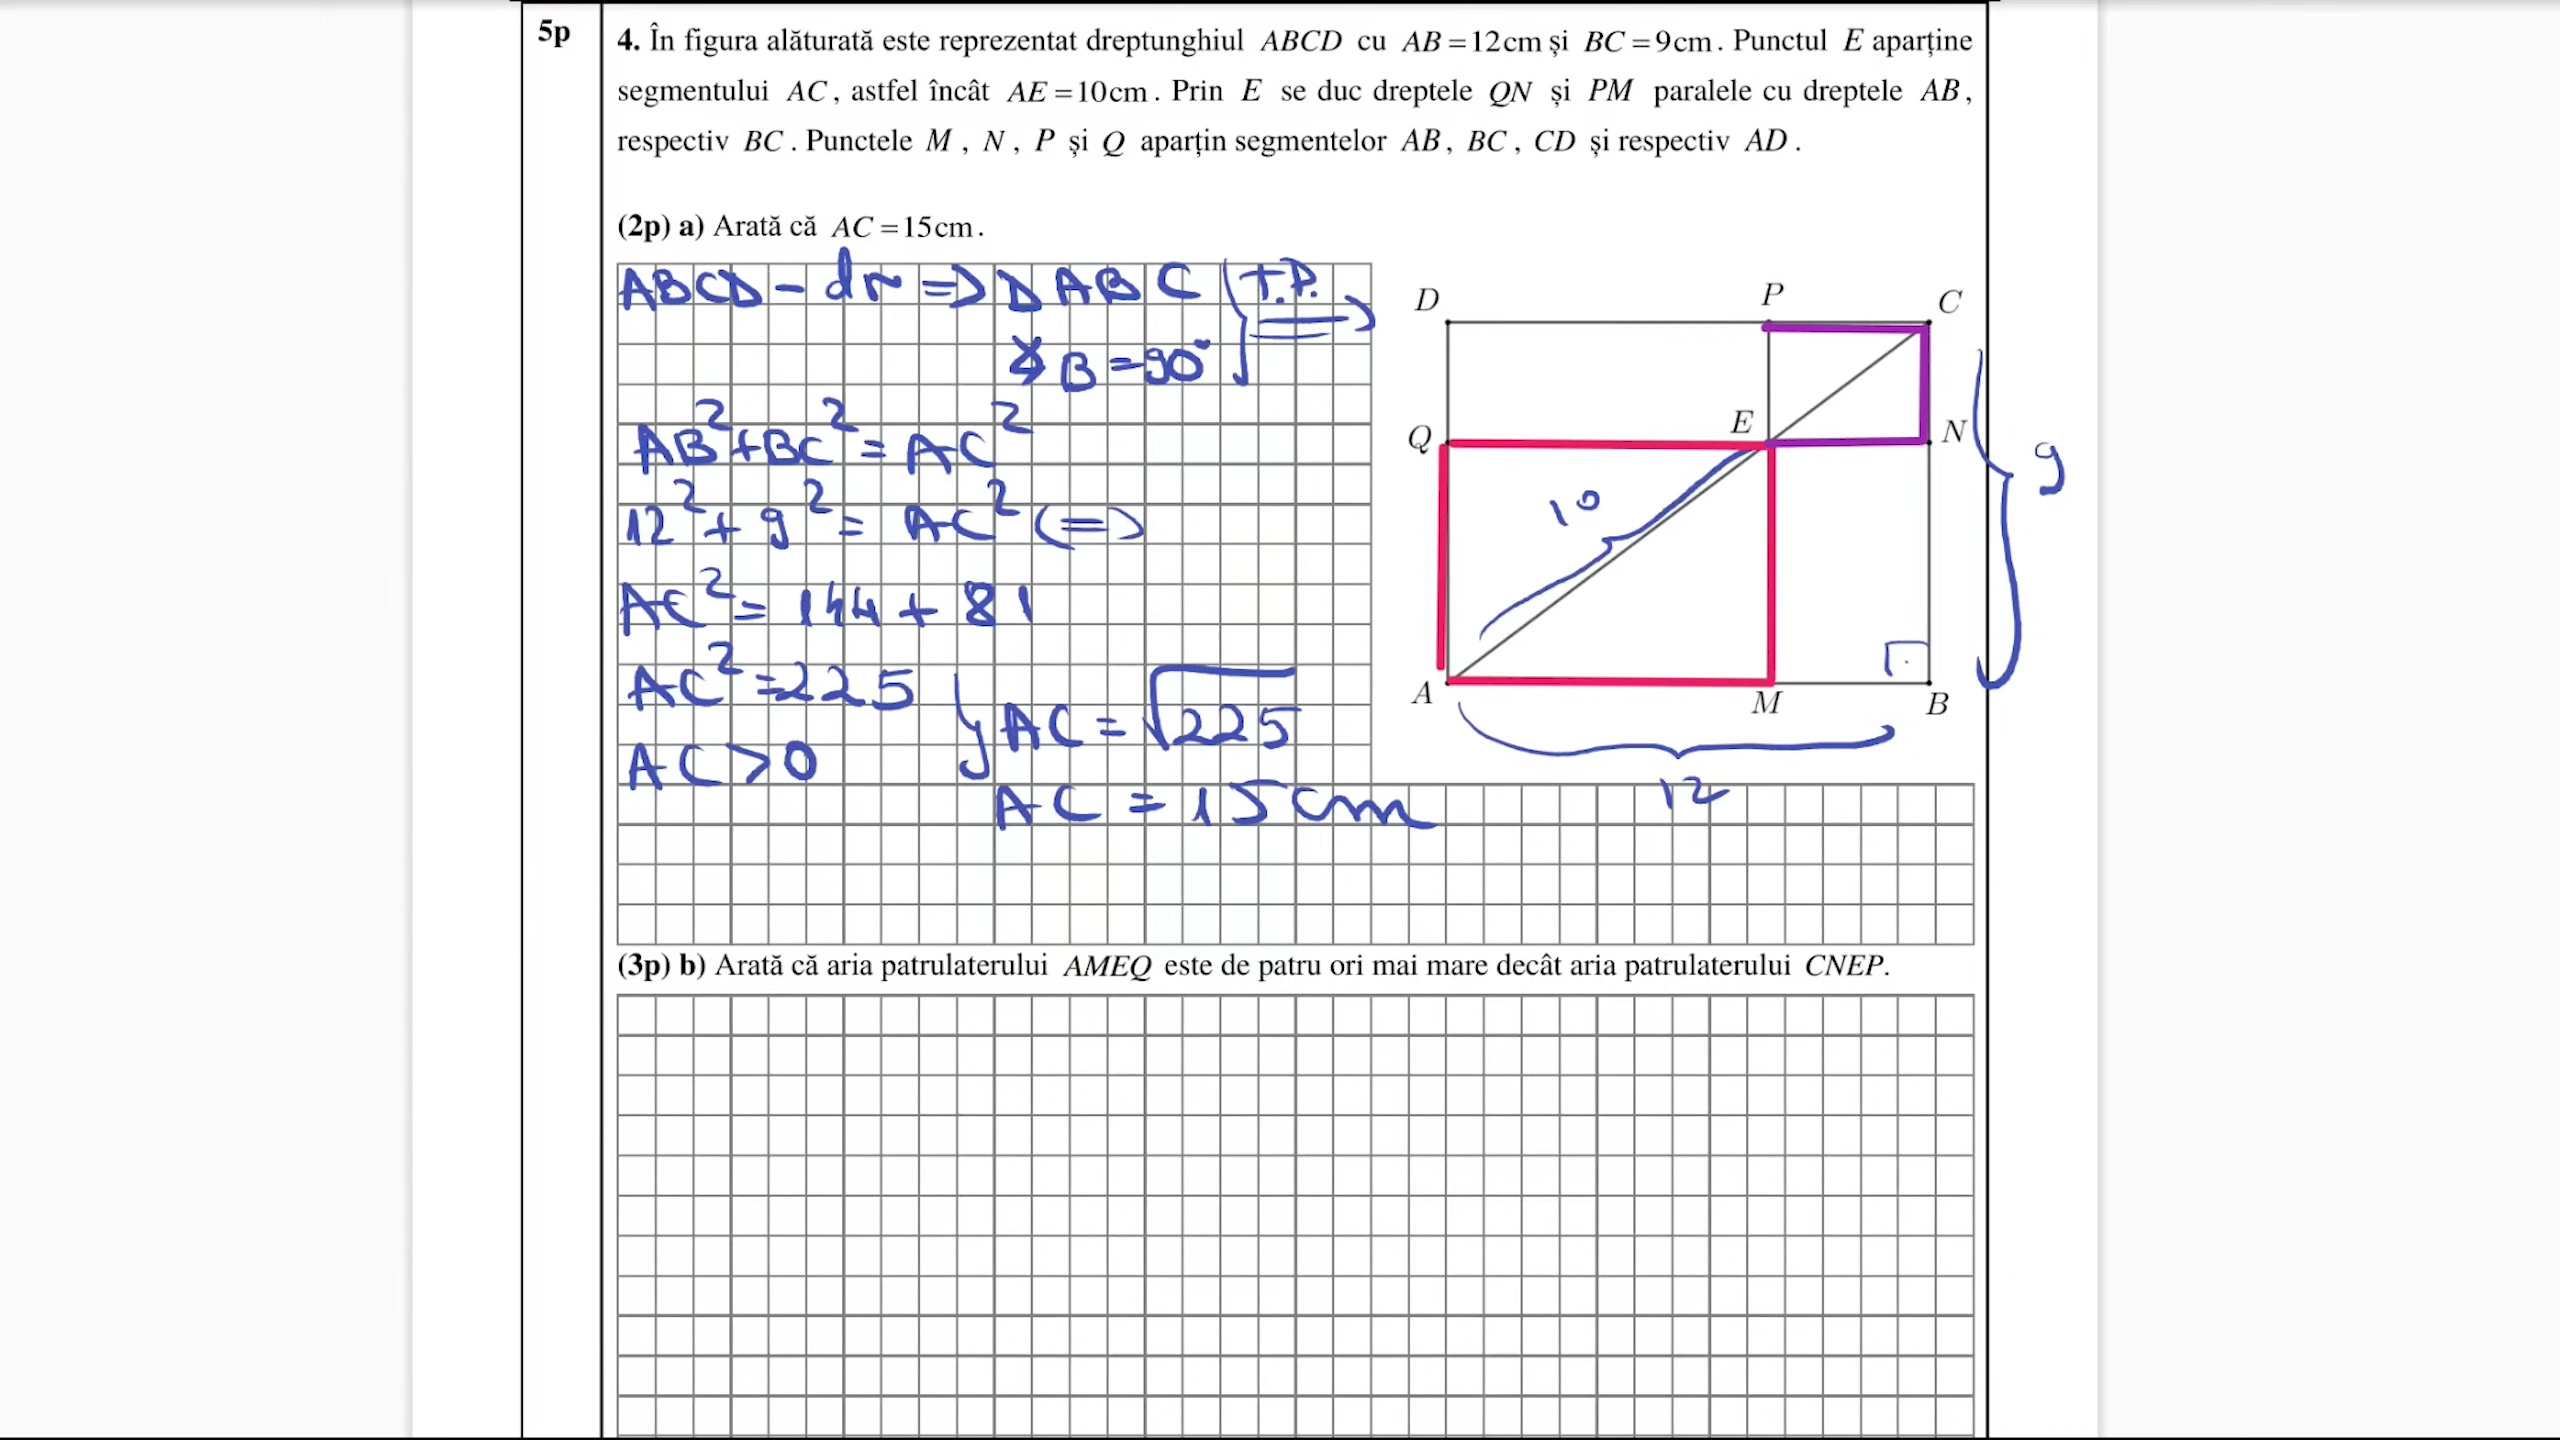 5p
4. În figura alăturată este reprezentat dreptunghiul ABCD cu AB = 12cm și BC = 9cm. Punctul E aparține
segmentului AC, astfel încât AE = 10cm. Prin E se duc dreptele QN și PM paralele cu dreptele AB,
respectiv BC. Punctele M, N, P și Q aparțin segmentelor AB, BC, CD și respectiv AD.
(2p) a) Arată că AC = 15cm.
ABCD - dr => Δ ABC } T.P. =>
∢ B = 90°
AB² + BC² = AC²
12² + 9² = AC² (=)
AC² = 144 + 81
AC² = 225
AC > 0
} AC = √225
AC = 15 cm
D P C
Q E N
10
9
A M B
12
(3p) b) Arată că aria patrulaterului AMEQ este de patru ori mai mare decât aria patrulaterului CNEP.